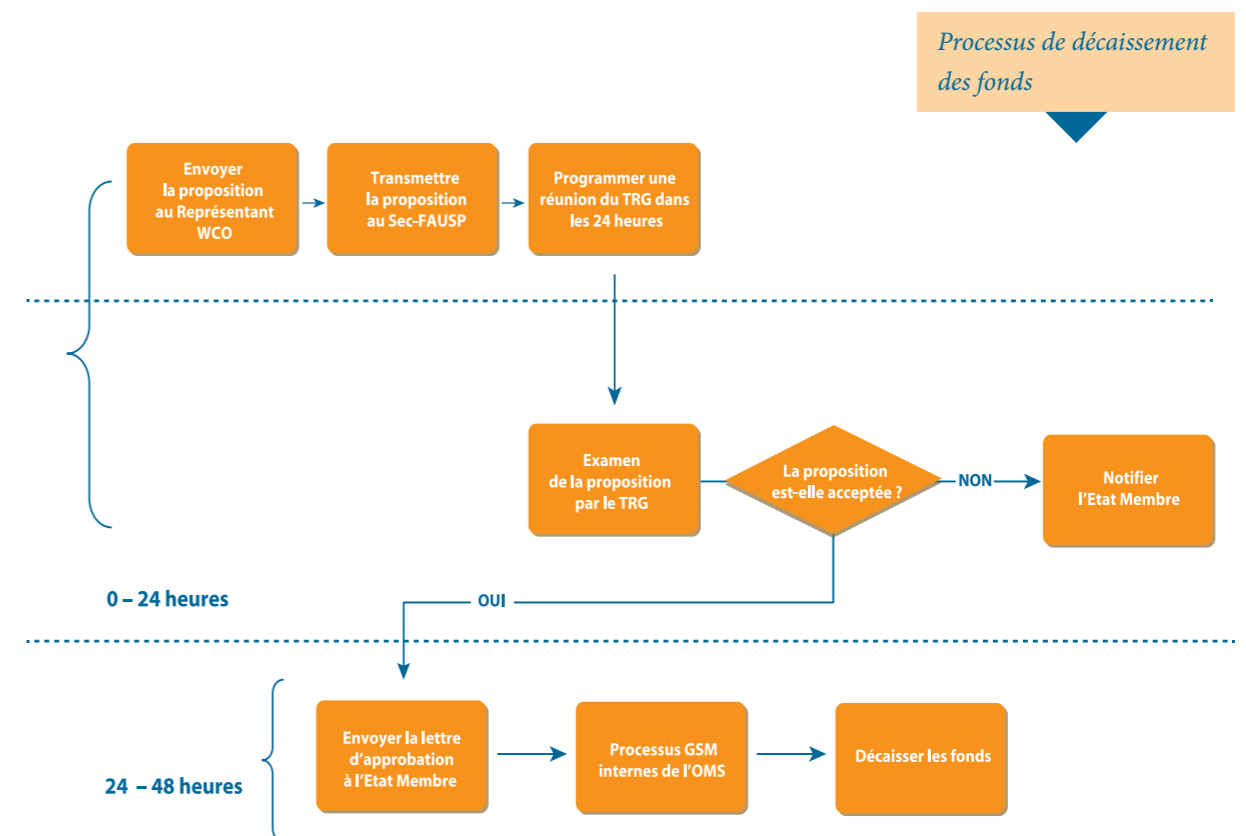 Processus de décaissement
des fonds
Envoyer
la proposition
au Représentant
WCO
Transmettre
la proposition
au Sec-FAUSP
Programmer une
réunion du TRG dans
les 24 heures
Examen
de la proposition
par le TRG
La proposition
est-elle acceptée ?
NON
Notifier
l'Etat Membre
0 – 24 heures
OUI
Envoyer la lettre
d'approbation
à l'Etat Membre
Processus GSM
internes de l'OMS
Décaisser les fonds
24 – 48 heures